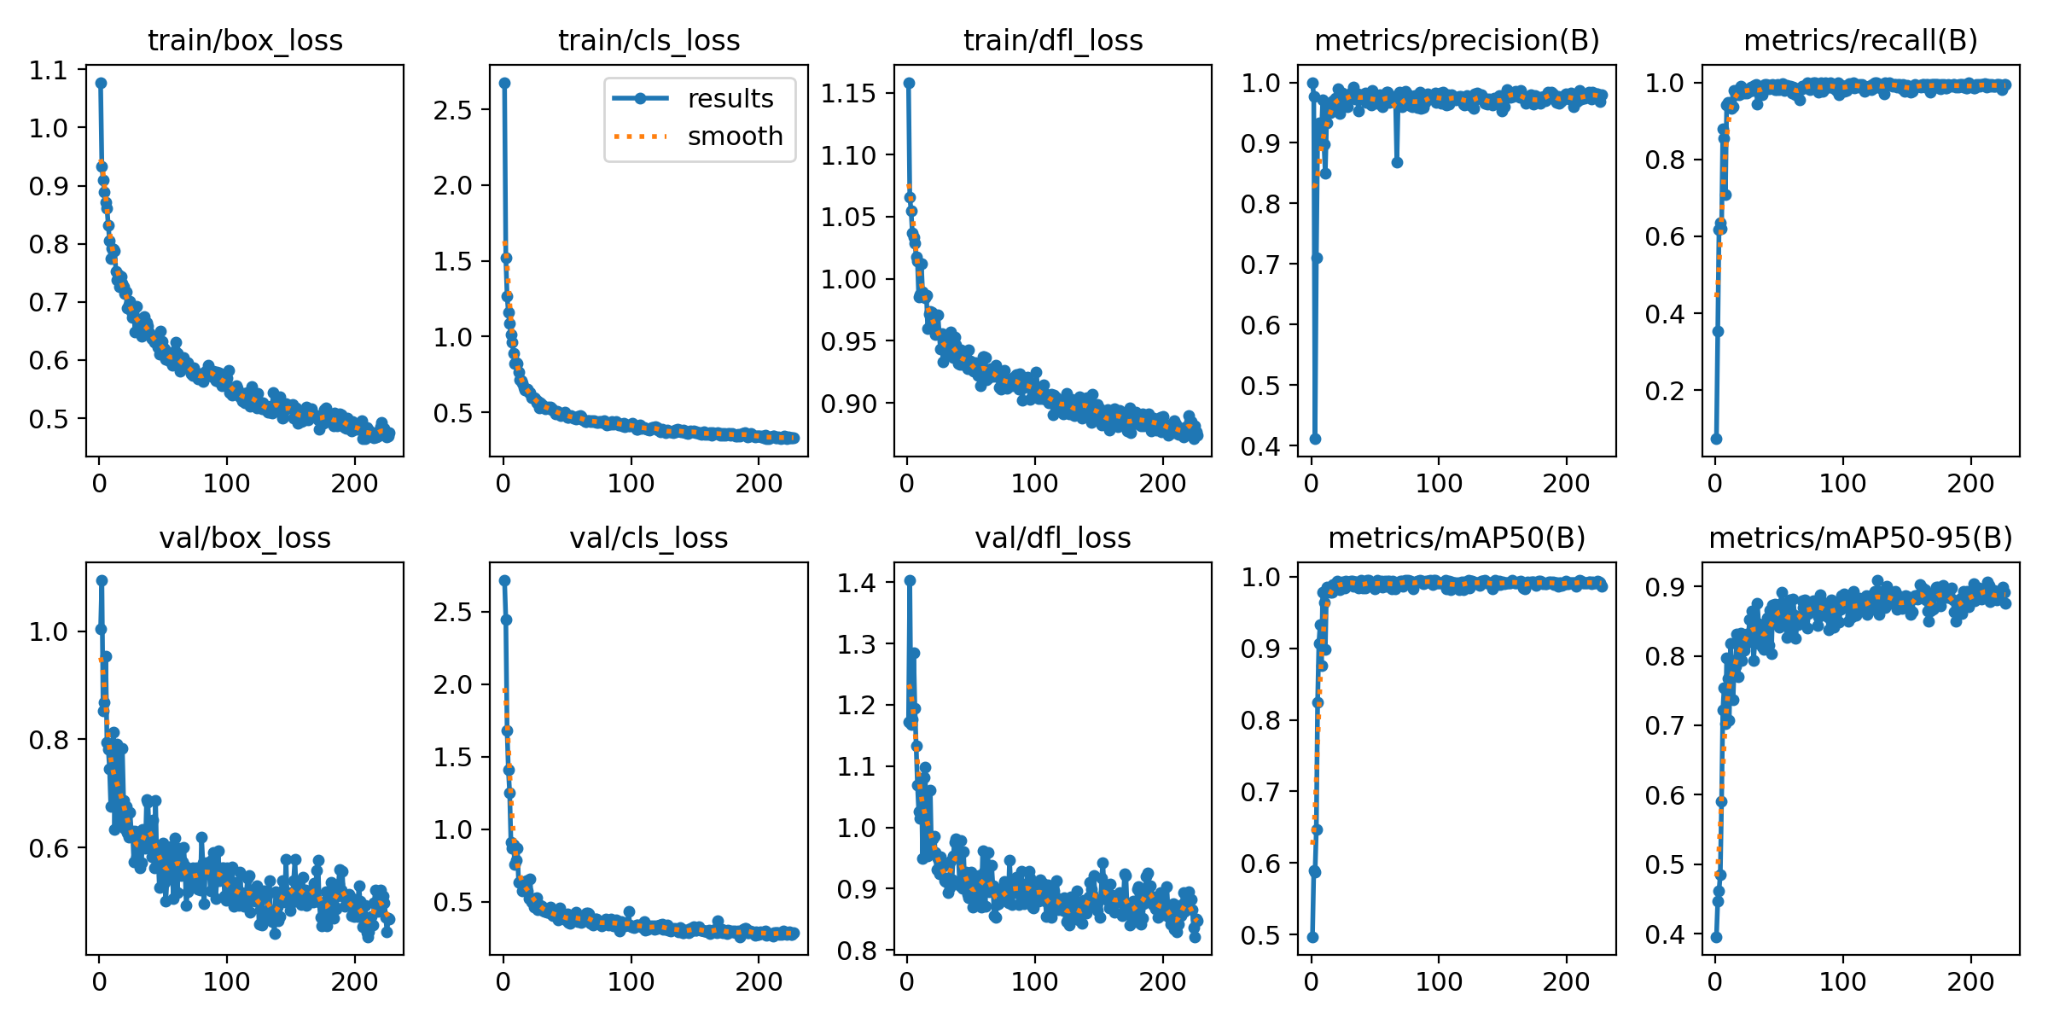 train/box_loss
1.1
1.0
0.9
0.8
0.7
0.6
0.5
0 100 200
train/cls_loss
results
smooth
2.5
2.0
1.5
1.0
0.5
0 100 200
train/dfl_loss
1.15
1.10
1.05
1.00
0.95
0.90
0 100 200
metrics/precision(B)
1.0
0.9
0.8
0.7
0.6
0.5
0.4
0 100 200
metrics/recall(B)
1.0
0.8
0.6
0.4
0.2
0 100 200
val/box_loss
1.0
0.8
0.6
0 100 200
val/cls_loss
2.5
2.0
1.5
1.0
0.5
0 100 200
val/dfl_loss
1.4
1.3
1.2
1.1
1.0
0.9
0.8
0 100 200
metrics/mAP50(B)
1.0
0.9
0.8
0.7
0.6
0.5
0 100 200
metrics/mAP50-95(B)
0.9
0.8
0.7
0.6
0.5
0.4
0 100 200